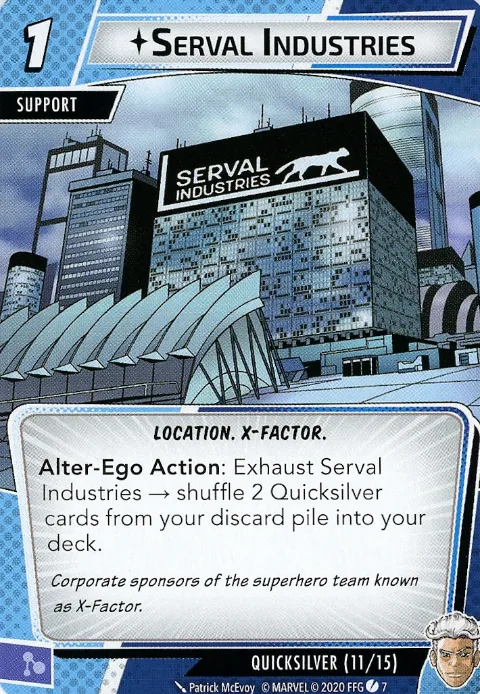 1
SERVAL INDUSTRIES
SUPPORT
SERVAL
INDUSTRIES
LOCATION. X-FACTOR.
Alter-Ego Action: Exhaust Serval
Industries → shuffle 2 Quicksilver
cards from your discard pile into your
deck.
Corporate sponsors of the superhero team known
as X-Factor.
QUICKSILVER (11/15)
Patrick McEvoy © MARVEL © 2020 FFG 7